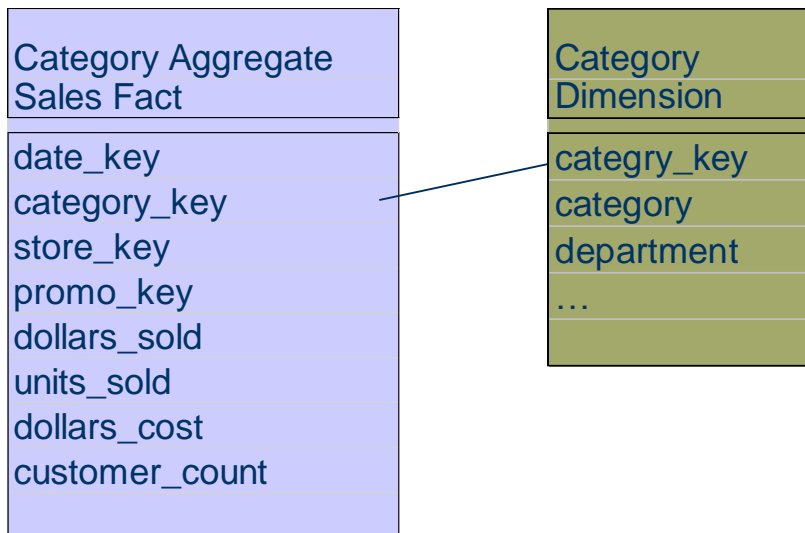 Category Aggregate
Sales Fact
date_key
category_key
store_key
promo_key
dollars_sold
units_sold
dollars_cost
customer_count
Category
Dimension
categry_key
category
department
…